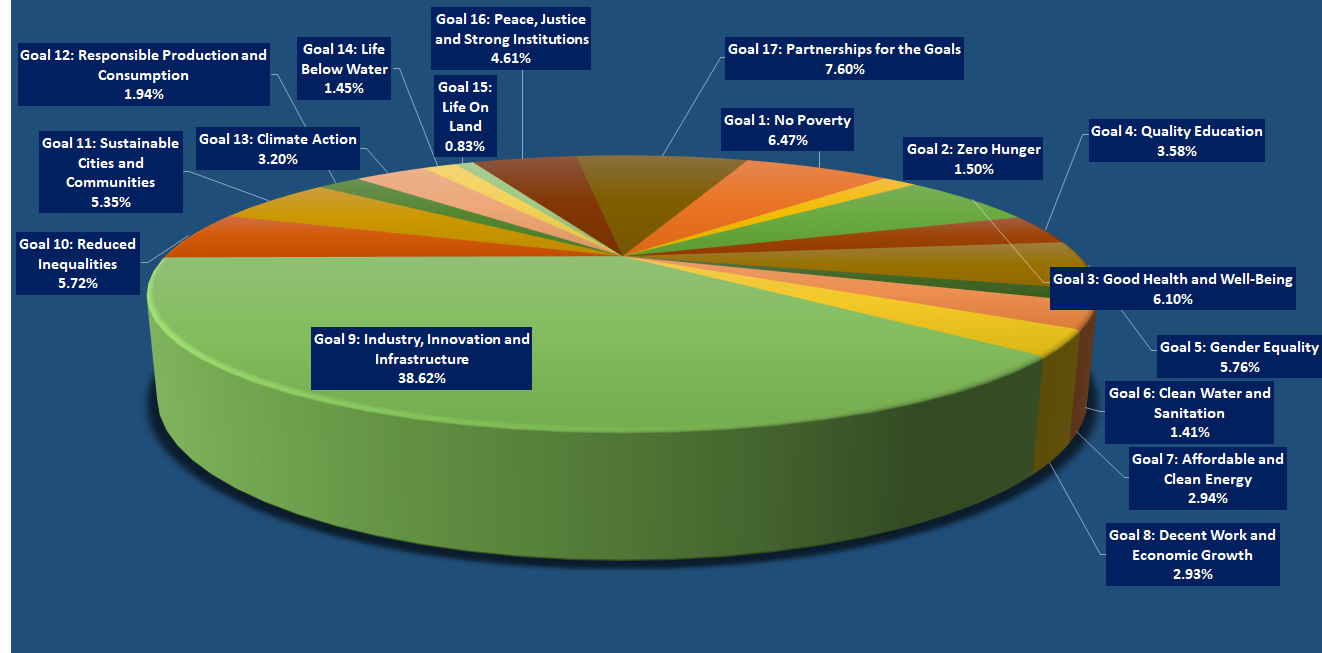 Goal 16: Peace, Justice
and Strong Institutions
4.61%
Goal 17: Partnerships for the Goals
7.60%
Goal 12: Responsible Production and
Consumption
1.94%
Goal 14: Life
Below Water
1.45%
Goal 15:
Life On
Land
0.83%
Goal 1: No Poverty
6.47%
Goal 4: Quality Education
3.58%
Goal 11: Sustainable
Cities and
Communities
5.35%
Goal 13: Climate Action
3.20%
Goal 2: Zero Hunger
1.50%
Goal 10: Reduced
Inequalities
5.72%
Goal 3: Good Health and Well-Being
6.10%
Goal 9: Industry, Innovation and
Infrastructure
38.62%
Goal 5: Gender Equality
5.76%
Goal 6: Clean Water and
Sanitation
1.41%
Goal 7: Affordable and
Clean Energy
2.94%
Goal 8: Decent Work and
Economic Growth
2.93%